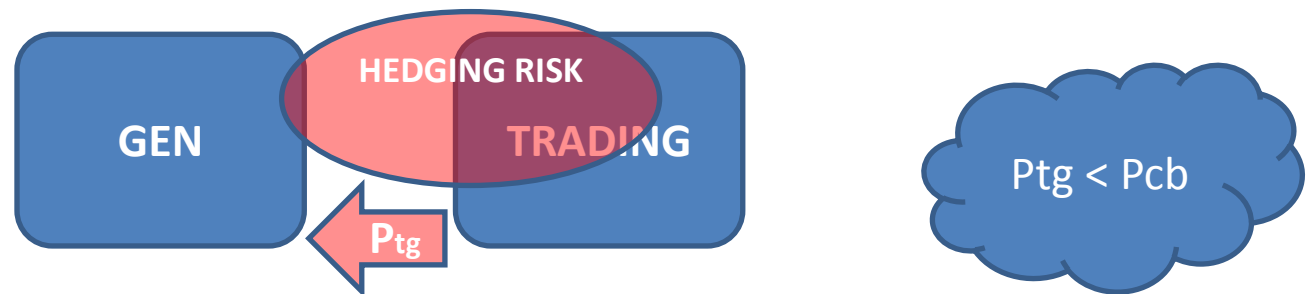 HEDGING RISK
GEN
TRADING
Ptg < Pcb
Ptg